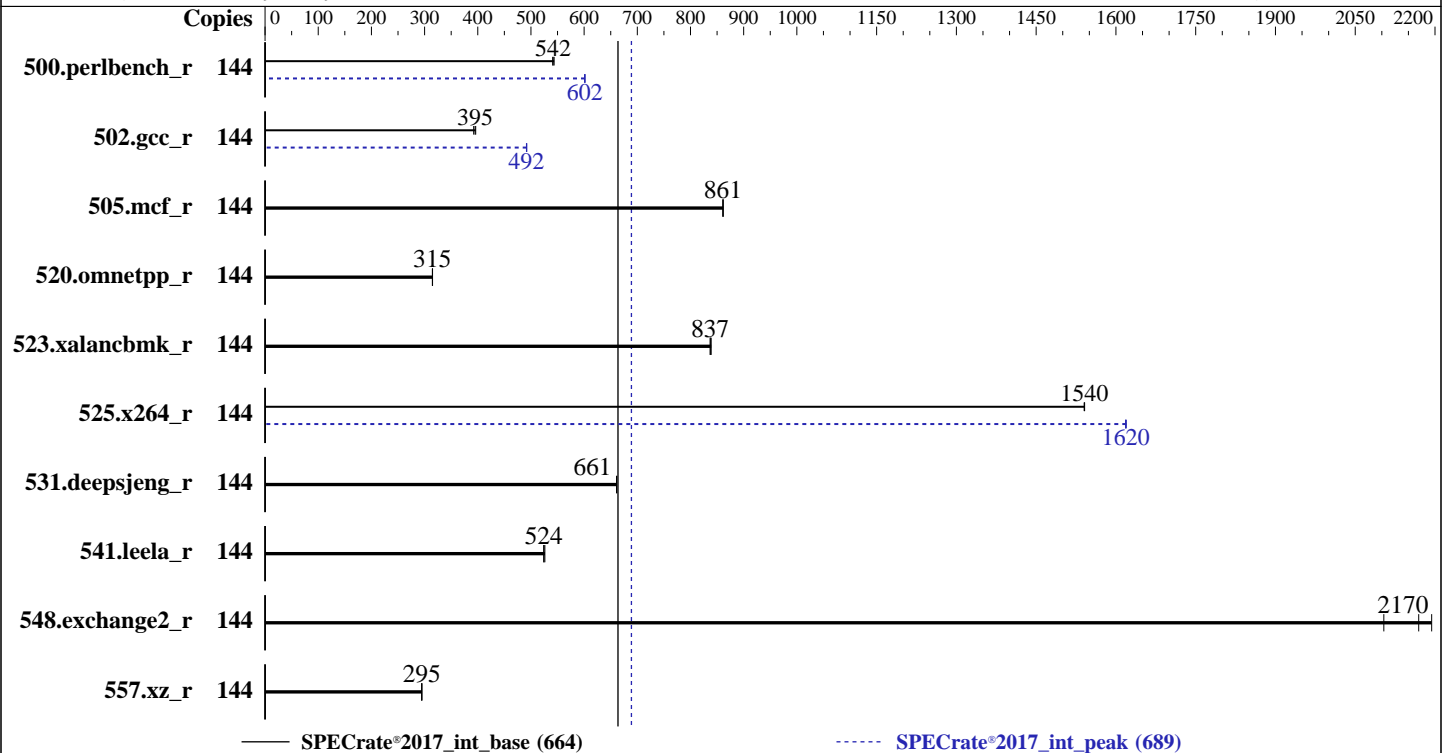 Copies 0 100 200 300 400 500 600 700 800 900 1000 1150 1300 1450 1600 1750 1900 2050 2200
542
500.perlbench_r 144
602
395
502.gcc_r 144
492
861
505.mcf_r 144
315
520.omnetpp_r 144
837
523.xalancbmk_r 144
1540
525.x264_r 144
1620
661
531.deepsjeng_r 144
524
541.leela_r 144
2170
548.exchange2_r 144
295
557.xz_r 144
SPECrate®2017_int_base (664) SPECrate®2017_int_peak (689)